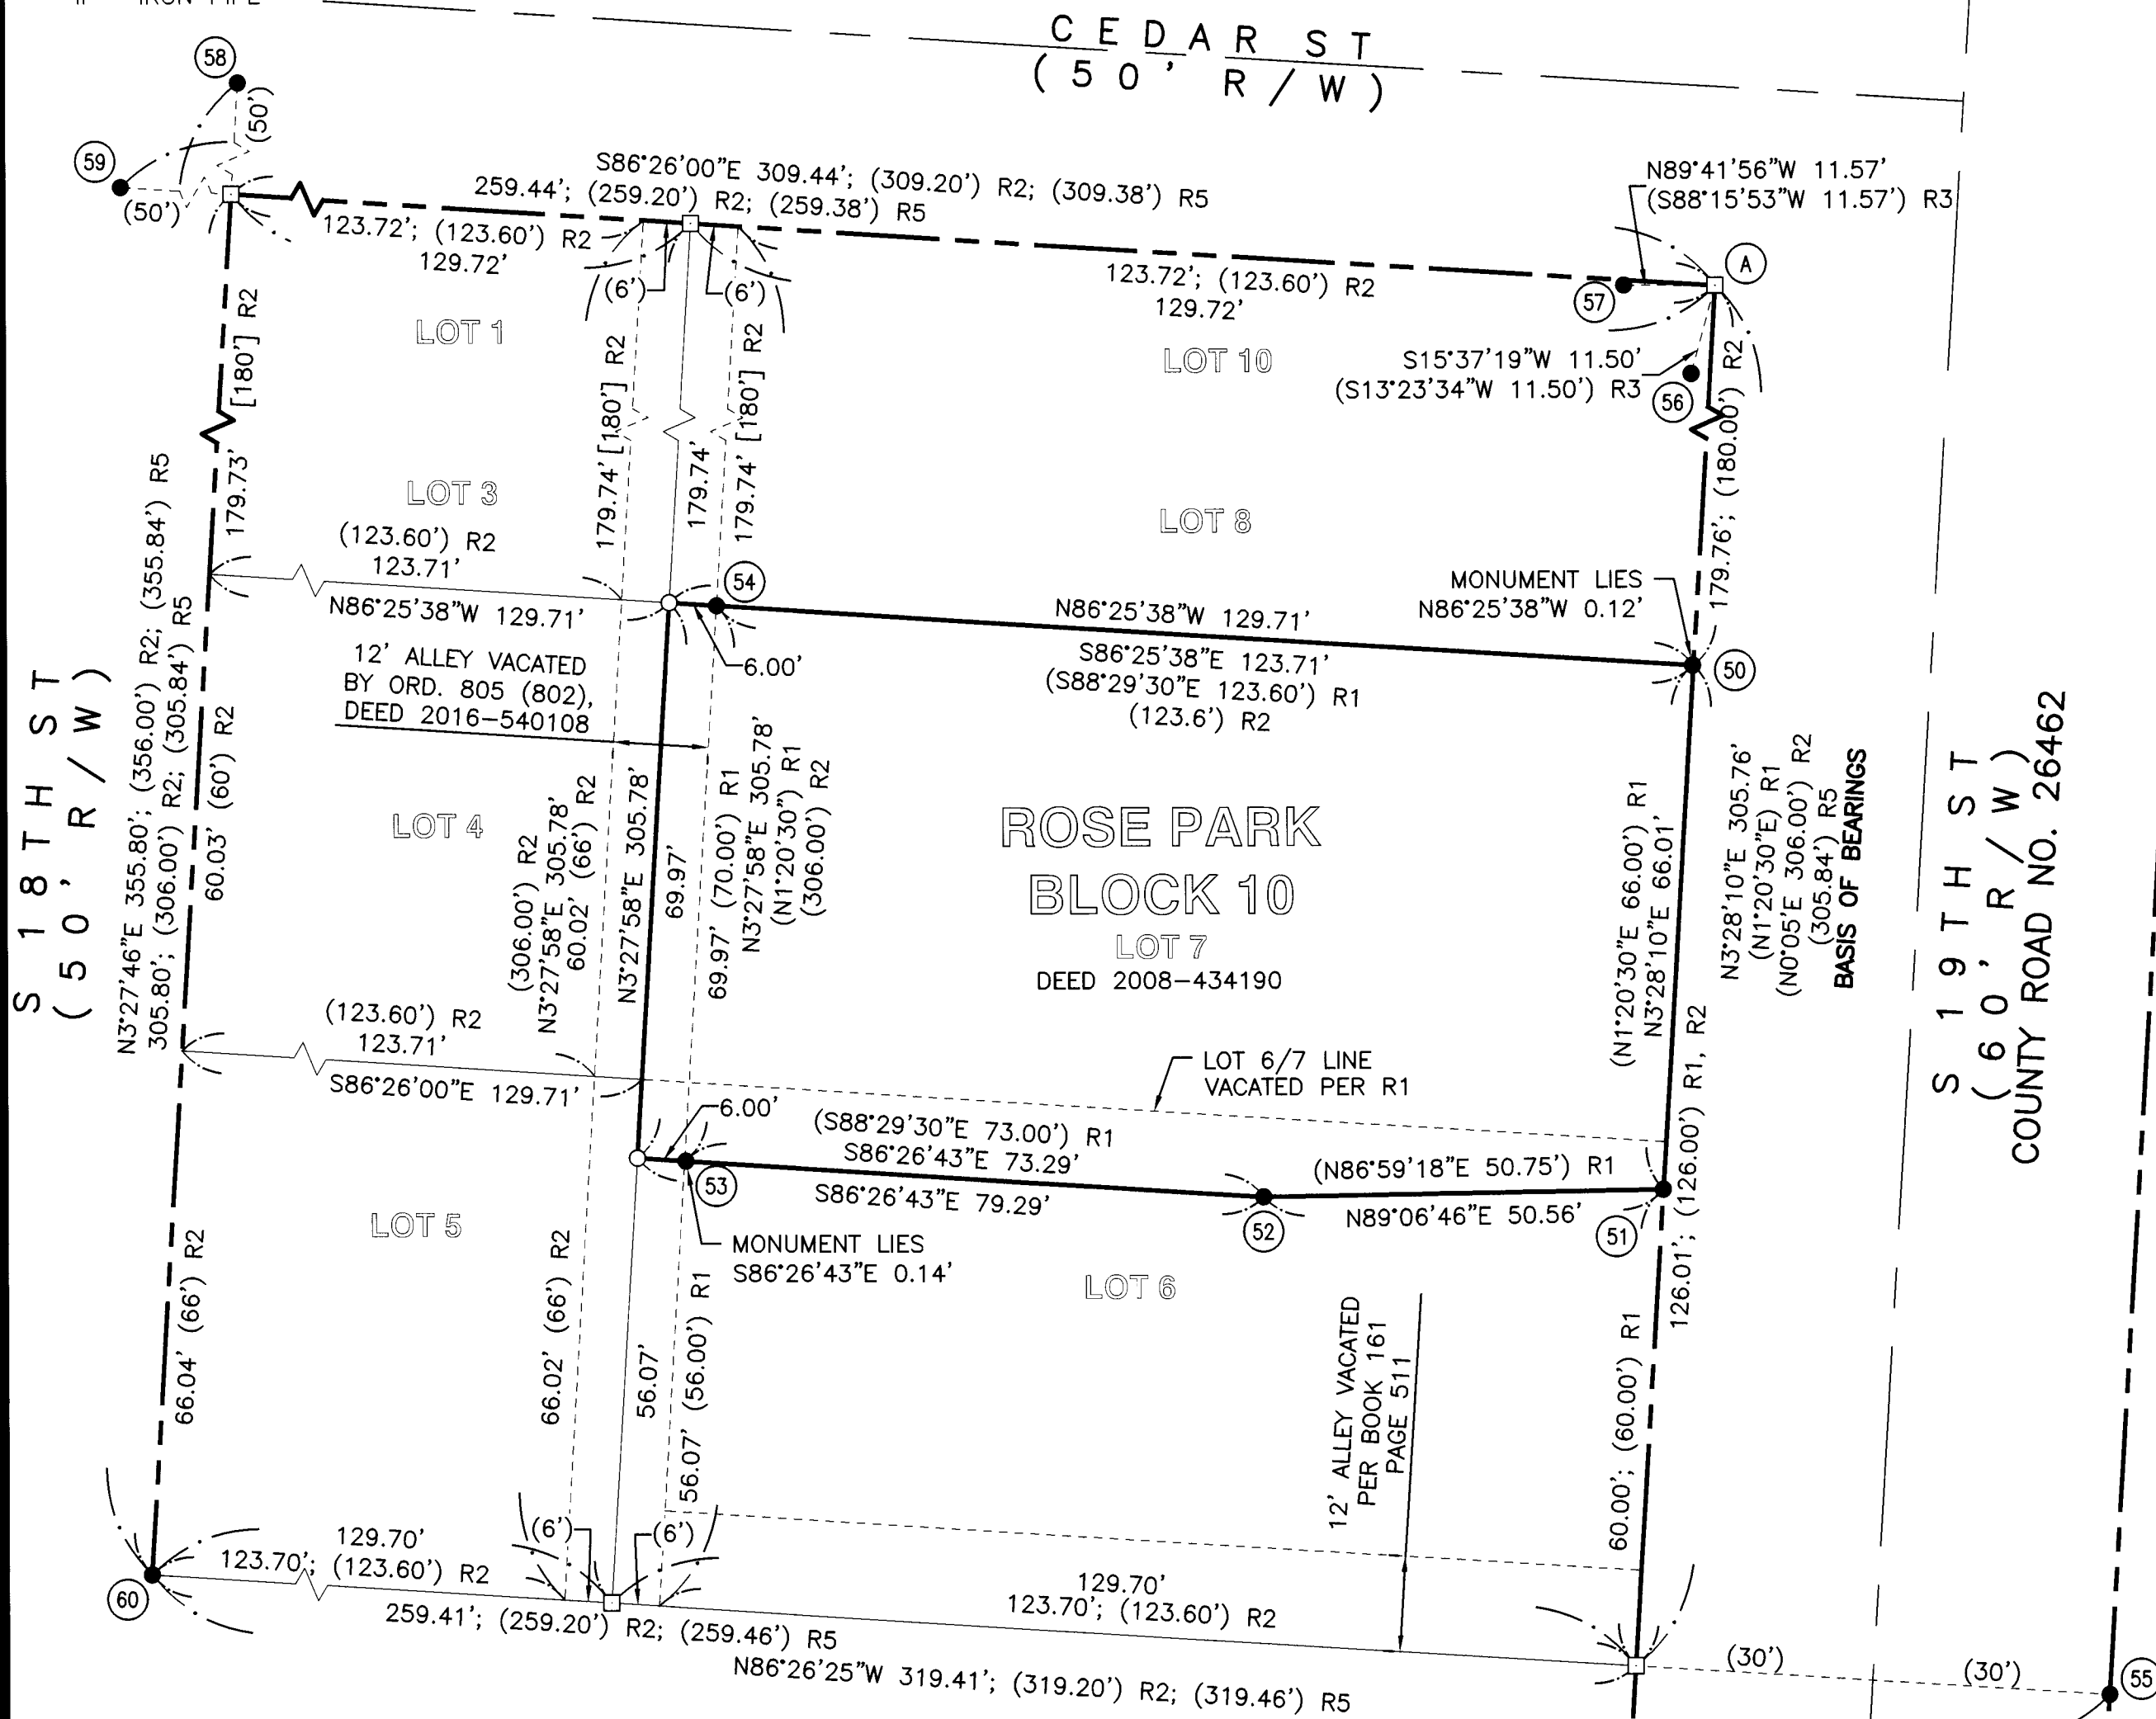 CEDAR ST
(50' R/W)
58
59
(50')
(50')
S86°26'00"E 309.44'; (309.20') R2; (309.38') R5
259.44'; (259.20') R2; (259.38') R5
123.72'; (123.60') R2
129.72'
(6')
(6')
123.72'; (123.60') R2
129.72'
N89°41'56"W 11.57'
(S88°15'53"W 11.57') R3
A
57
S15°37'19"W 11.50'
(S13°23'34"W 11.50') R3
56
LOT 1
LOT 10
[180'] R2
179.73'
179.74' [180'] R2
179.74'
179.74' [180'] R2
179.76'; (180.00') R2
LOT 3
LOT 8
(123.60') R2
123.71'
N86°25'38"W 129.71'
54
6.00'
N86°25'38"W 129.71'
S86°25'38"E 123.71'
(S88°29'30"E 123.60') R1
(123.6') R2
MONUMENT LIES
N86°25'38"W 0.12'
50
12' ALLEY VACATED
BY ORD. 805 (802),
DEED 2016-540108
S 18TH ST
(50' R/W)
N3°27'46"E 355.80'; (356.00') R2; (355.84') R5
305.80'; (306.00') R2; (305.84') R5
60.03' (60') R2
LOT 4
(306.00') R2
N3°27'58"E 305.78'
60.02' (66') R2
N3°27'58"E 305.78'
69.97'
69.97' (70.00') R1
N3°27'58"E 305.78'
(N1°20'30") R1
(306.00') R2
ROSE PARK
BLOCK 10
LOT 7
DEED 2008-434190
(N1°20'30"E 66.00') R1
N3°28'10"E 66.01'
N3°28'10"E 305.76'
(N1°20'30"E) R1
(N0°05'E 306.00') R2
(305.84') R5
BASIS OF BEARINGS
S 19TH ST
(60' R/W)
COUNTY ROAD NO. 26462
(123.60') R2
123.71'
S86°26'00"E 129.71'
LOT 6/7 LINE
VACATED PER R1
6.00'
(S88°29'30"E 73.00') R1
S86°26'43"E 73.29'
53
S86°26'43"E 79.29'
(N86°59'18"E 50.75') R1
N89°06'46"E 50.56'
52
51
126.01'; (126.00') R1, R2
MONUMENT LIES
S86°26'43"E 0.14'
LOT 5
LOT 6
66.04' (66') R2
66.02' (66') R2
56.07'
56.07' (56.00') R1
12' ALLEY VACATED
PER BOOK 161
PAGE 511
60.00'; (60.00') R1
60
129.70'
123.70'; (123.60') R2
(6')
(6')
129.70'
123.70'; (123.60') R2
259.41'; (259.20') R2; (259.46') R5
N86°26'25"W 319.41'; (319.20') R2; (319.46') R5
(30')
(30')
55